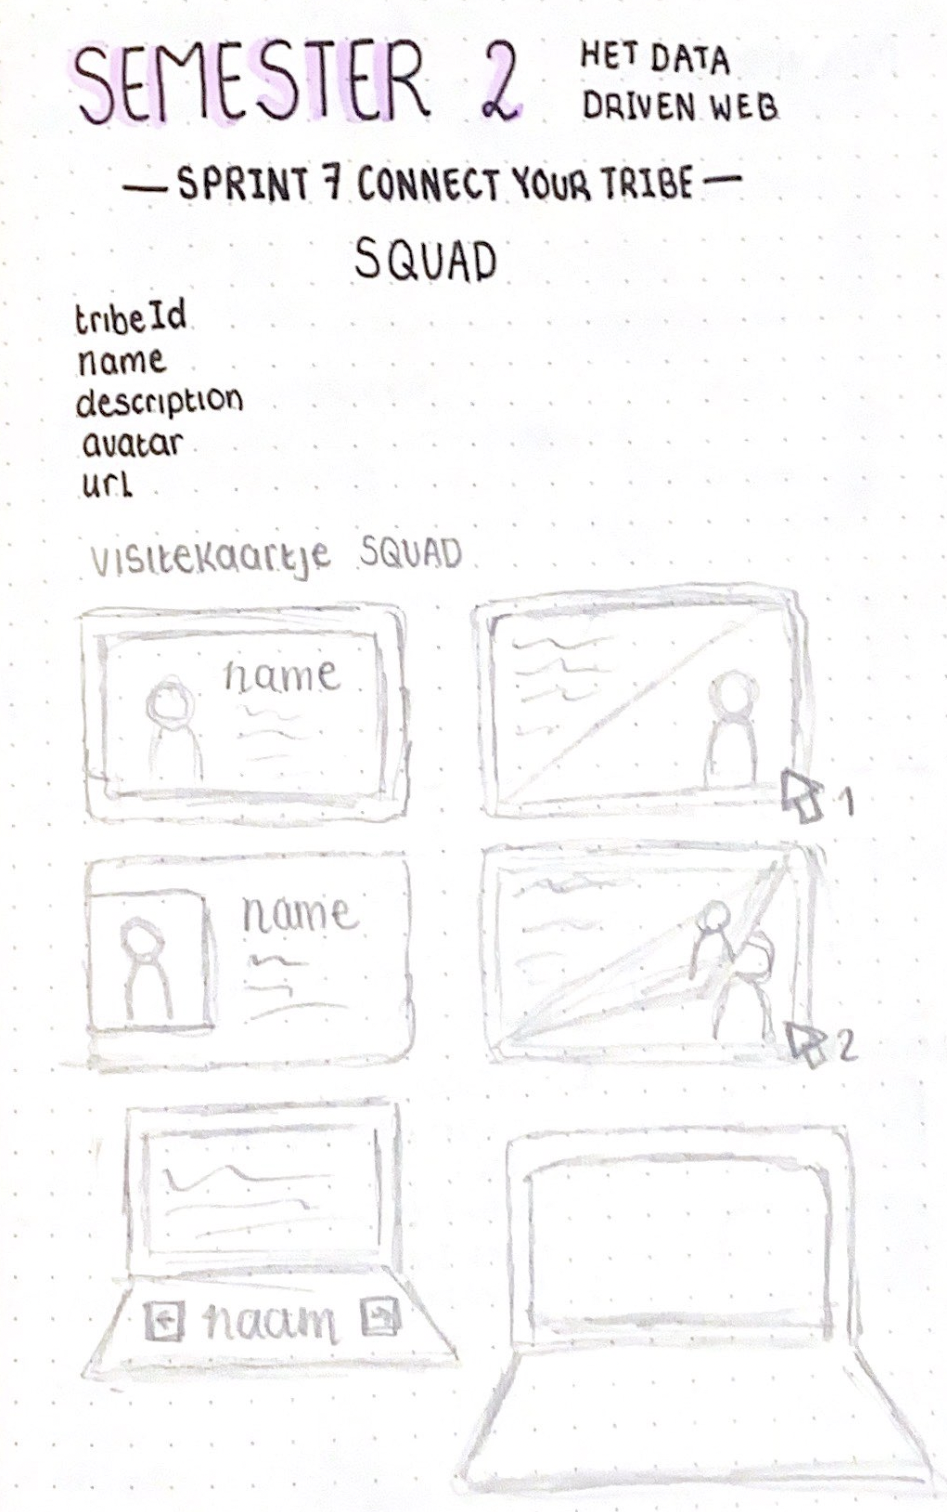 SEMESTER 2
HET DATA
DRIVEN WEB
— SPRINT 7 CONNECT YOUR TRIBE —
SQUAD
tribeId
name
description
avatar
url
visitekaartje SQUAD
name
1
name
2
naam